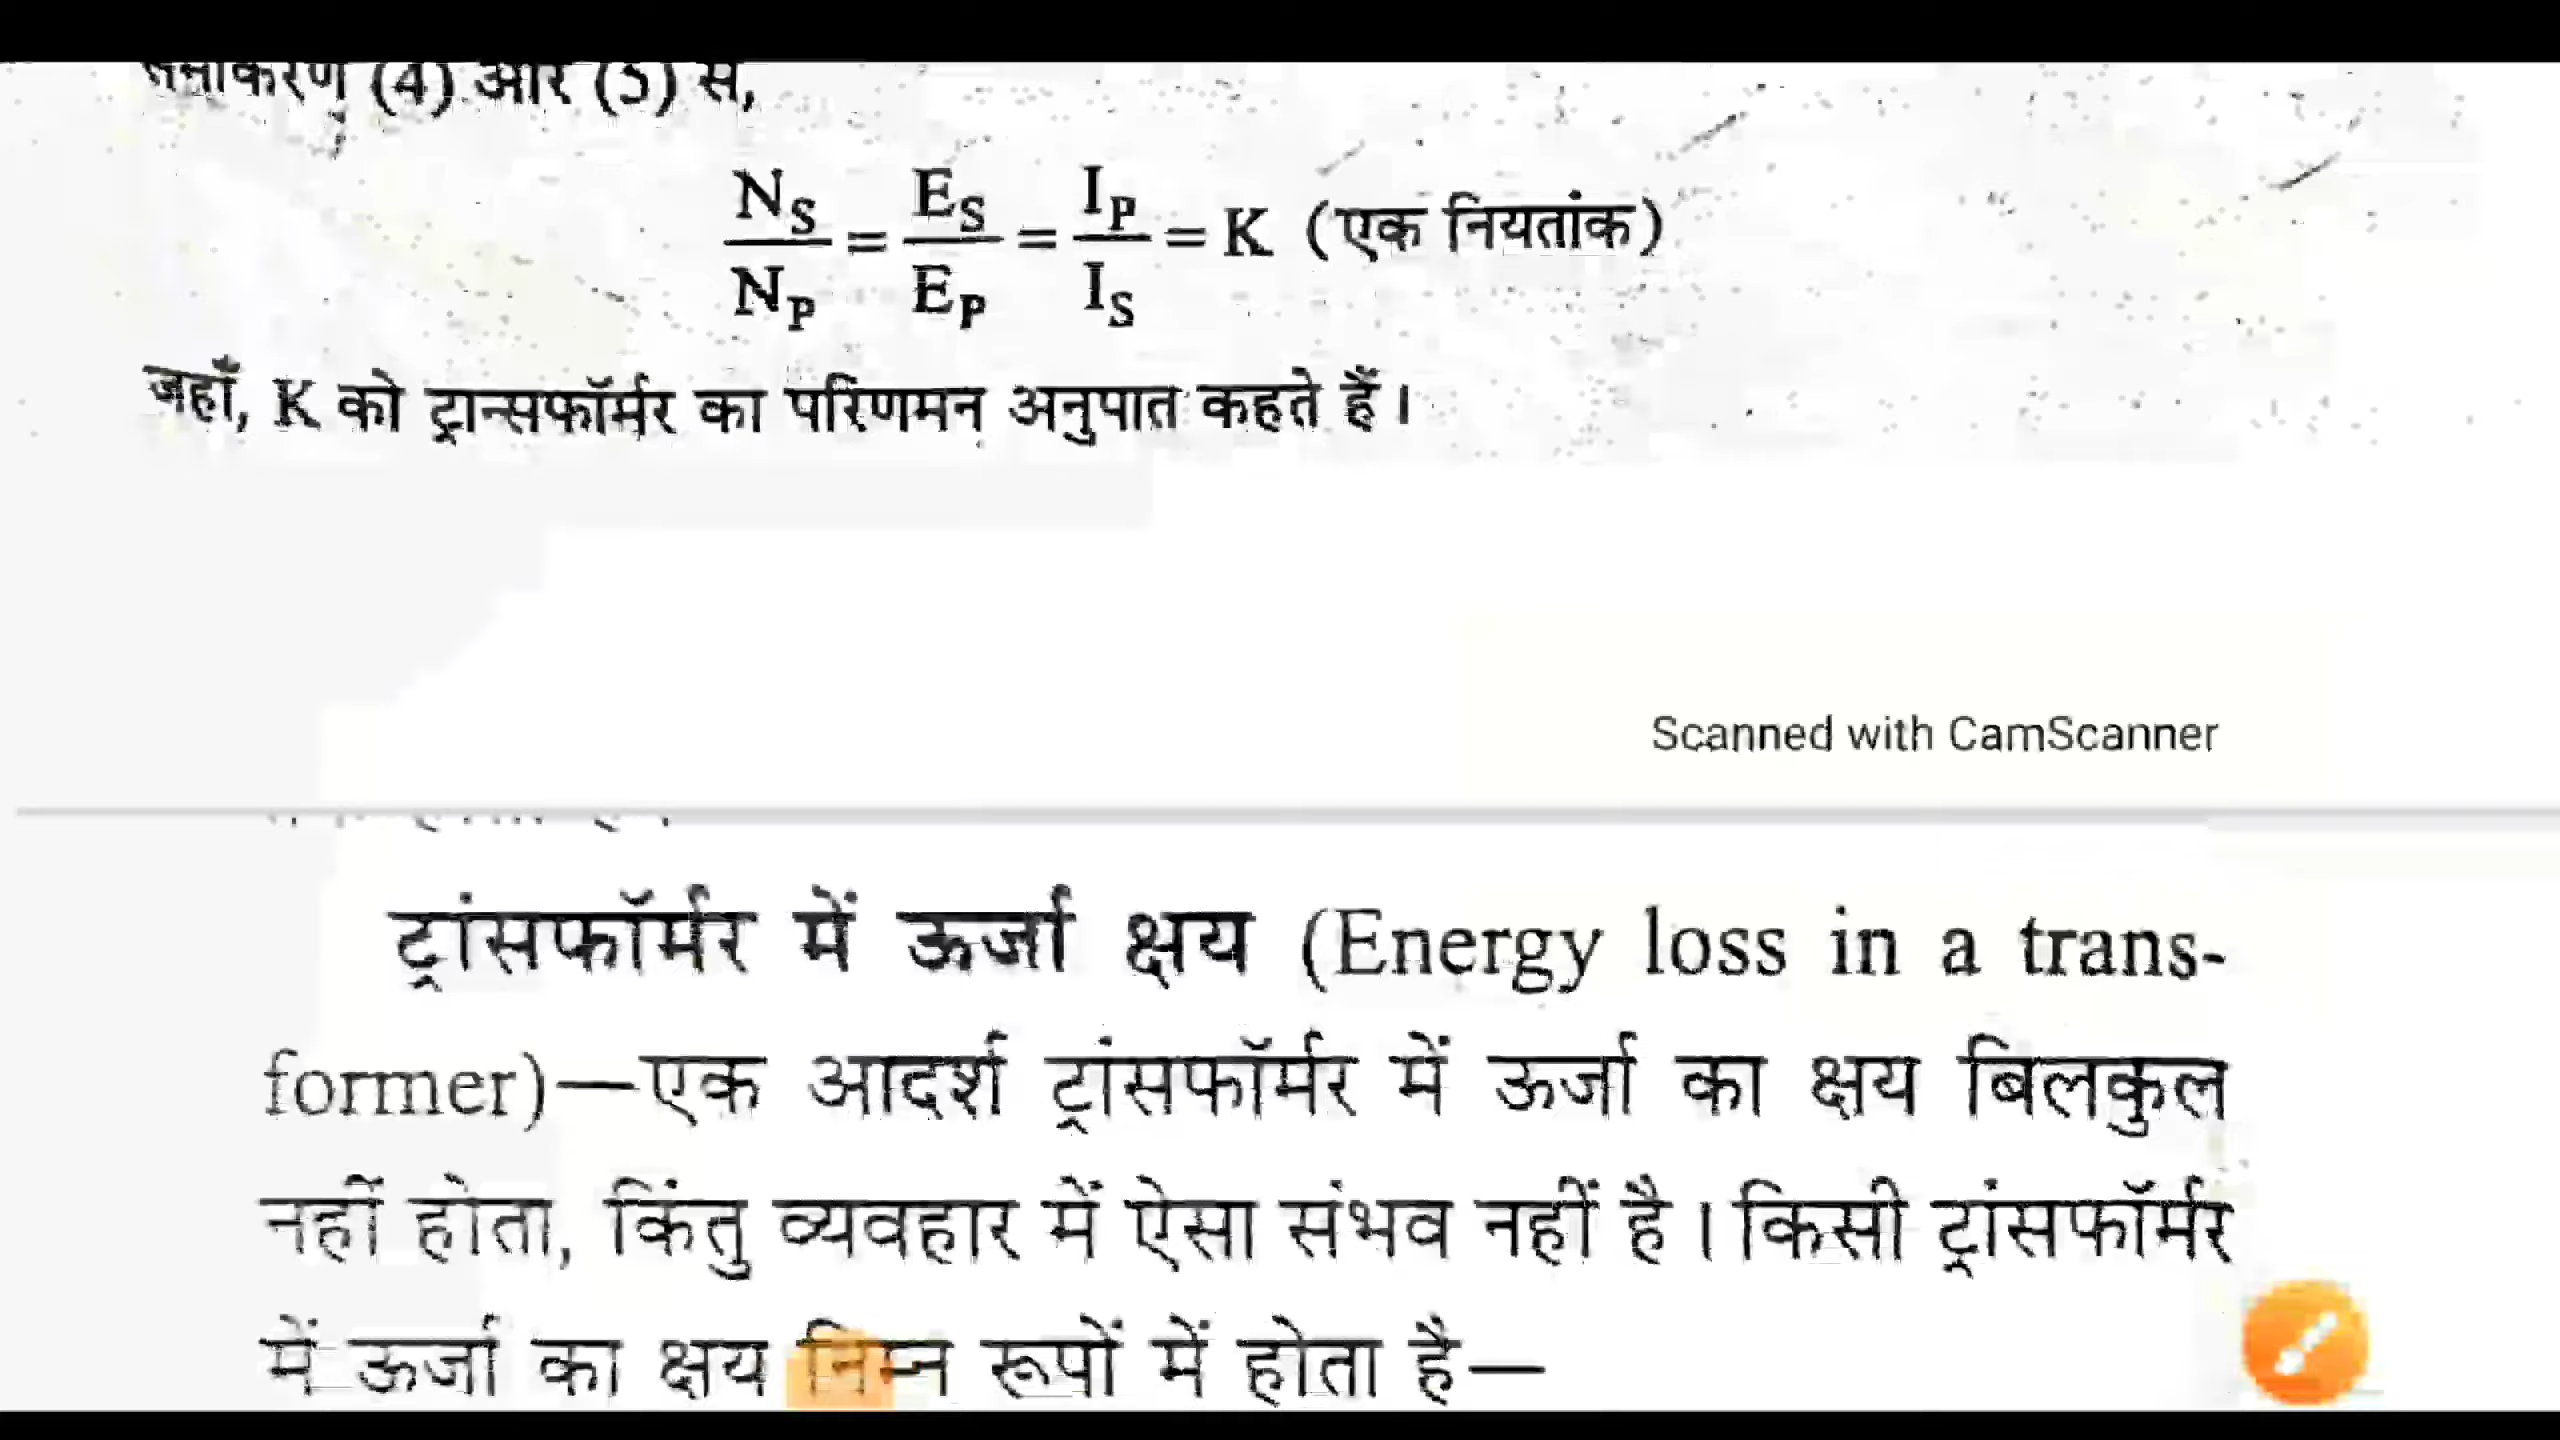 समीकरण (4) और (5) से,
N_S/N_P = E_S/E_P = I_P/I_S = K (एक नियतांक)
जहाँ, K को ट्रान्सफॉर्मर का परिणमन अनुपात कहते हैं।
Scanned with CamScanner
ट्रांसफॉर्मर में ऊर्जा क्षय (Energy loss in a trans-
former)—एक आदर्श ट्रांसफॉर्मर में ऊर्जा का क्षय बिलकुल
नहीं होता, किंतु व्यवहार में ऐसा संभव नहीं है। किसी ट्रांसफॉर्मर
में ऊर्जा का क्षय निम्न रूपों में होता है—